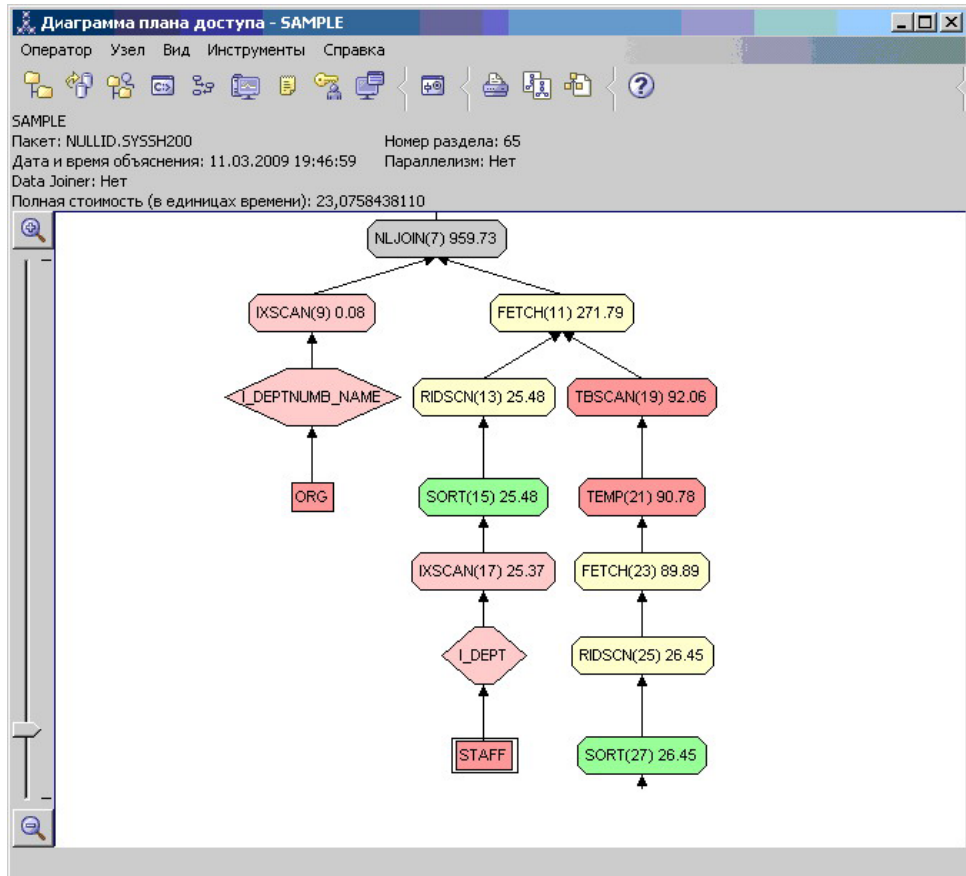 Диаграмма плана доступа - SAMPLE
Оператор Узел Вид Инструменты Справка
SAMPLE
Пакет: NULLID.SYSSH200 Номер раздела: 65
Дата и время объяснения: 11.03.2009 19:46:59 Параллелизм: Нет
Data Joiner: Нет
Полная стоимость (в единицах времени): 23,0758438110
NLJOIN(7) 959.73
IXSCAN(9) 0.08 FETCH(11) 271.79
I_DEPTNUMB_NAME RIDSCN(13) 25.48 TBSCAN(19) 92.06
ORG SORT(15) 25.48 TEMP(21) 90.78
IXSCAN(17) 25.37 FETCH(23) 89.89
I_DEPT RIDSCN(25) 26.45
STAFF SORT(27) 26.45